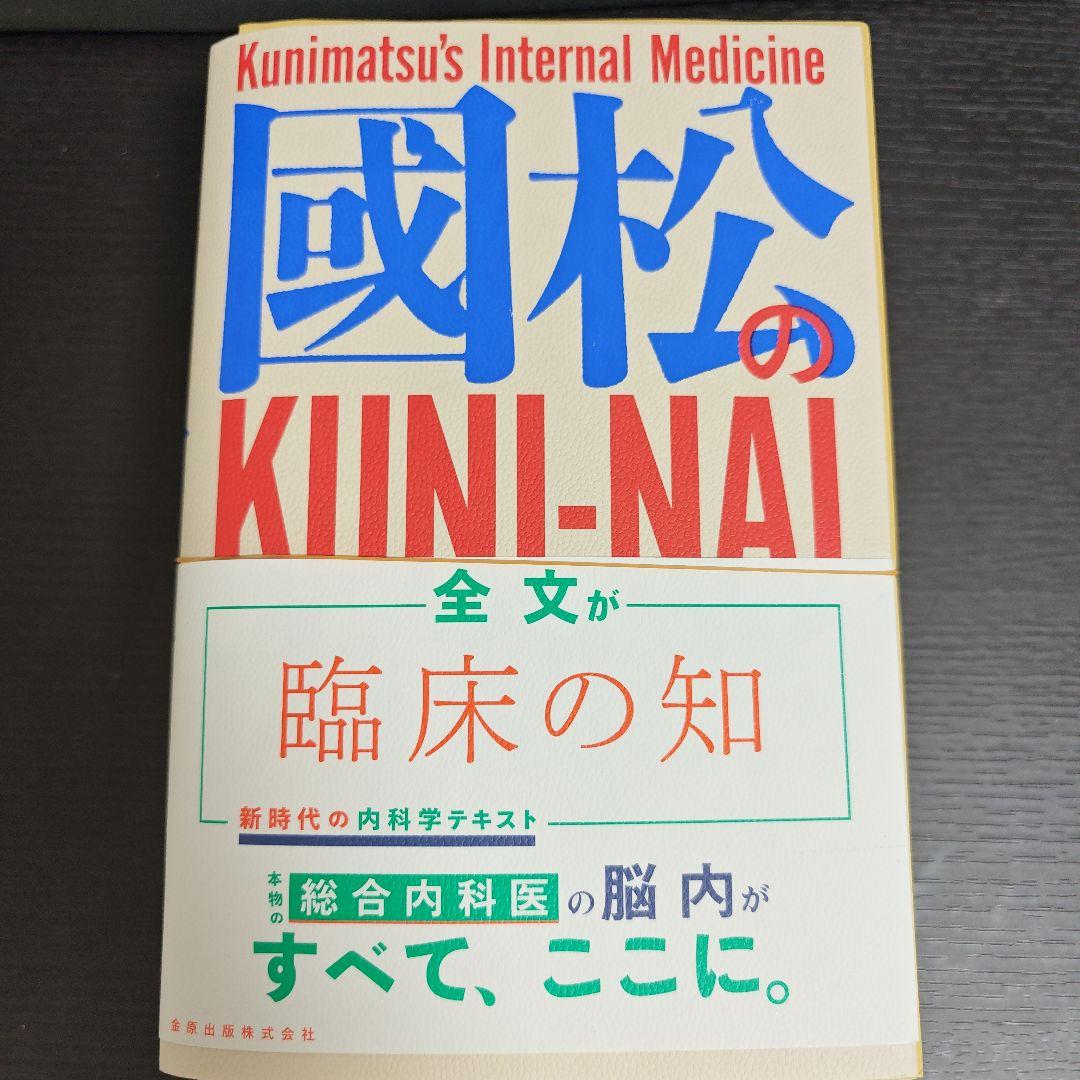 Kunimatsu's Internal Medicine
國松の
KUNI-NAI
全文が
臨床の知
新時代の内科学テキスト
本物の総合内科医の脳内が
すべて、ここに。
金原出版株式会社